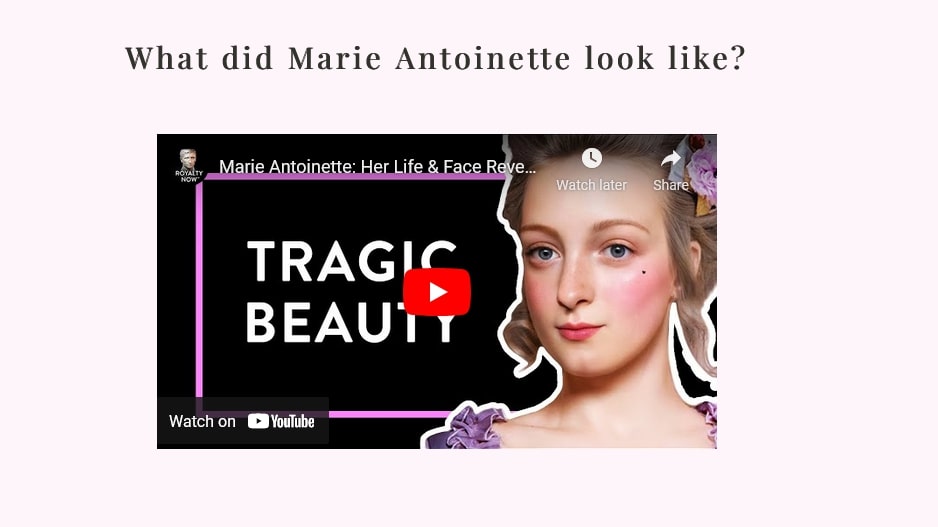 What did Marie Antoinette look like?
ROYALTY
NOW™
Marie Antoinette: Her Life & Face Reve...
Watch later
Share
TRAGIC
BEAUTY
Watch on YouTube